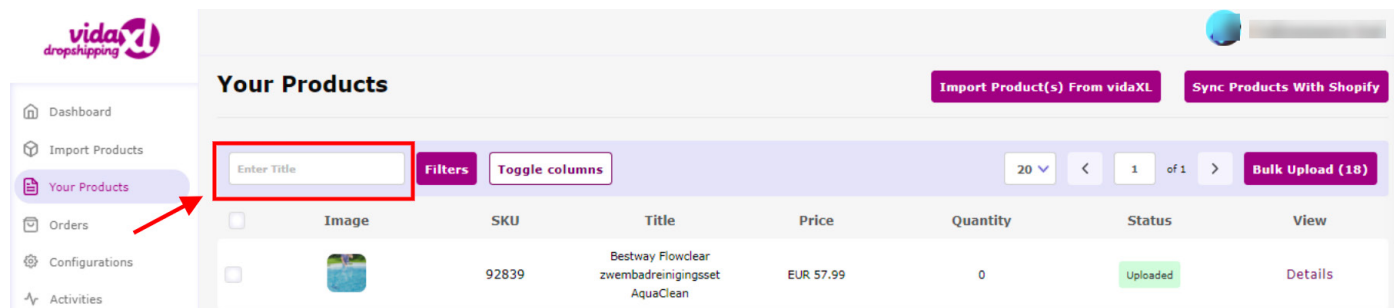 vidaXL
dropshipping
Your Products
Import Product(s) From vidaXL
Sync Products With Shopify
Dashboard
Import Products
Your Products
Orders
Configurations
Activities
Enter Title
Filters
Toggle columns
20
1
of 1
Bulk Upload (18)
Image
SKU
Title
Price
Quantity
Status
View
92839
Bestway Flowclear
zwembadreinigingsset
AquaClean
EUR 57.99
0
Uploaded
Details